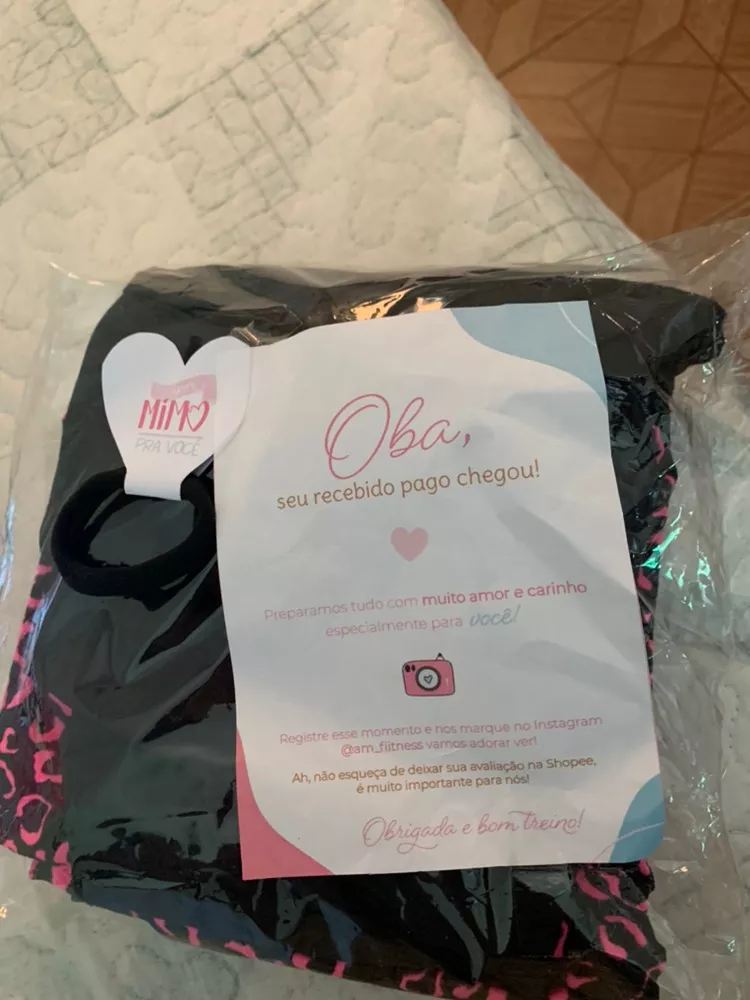 MiMO
PRA VOCÊ
Oba,
seu recebido pago chegou!
Preparamos tudo com muito amor e carinho
especialmente para você!
Registre esse momento e nos marque no Instagram
@am_fiitness vamos adorar ver!
Ah, não esqueça de deixar sua avaliação na Shopee,
é muito importante para nós!
Obrigada e bom treino!